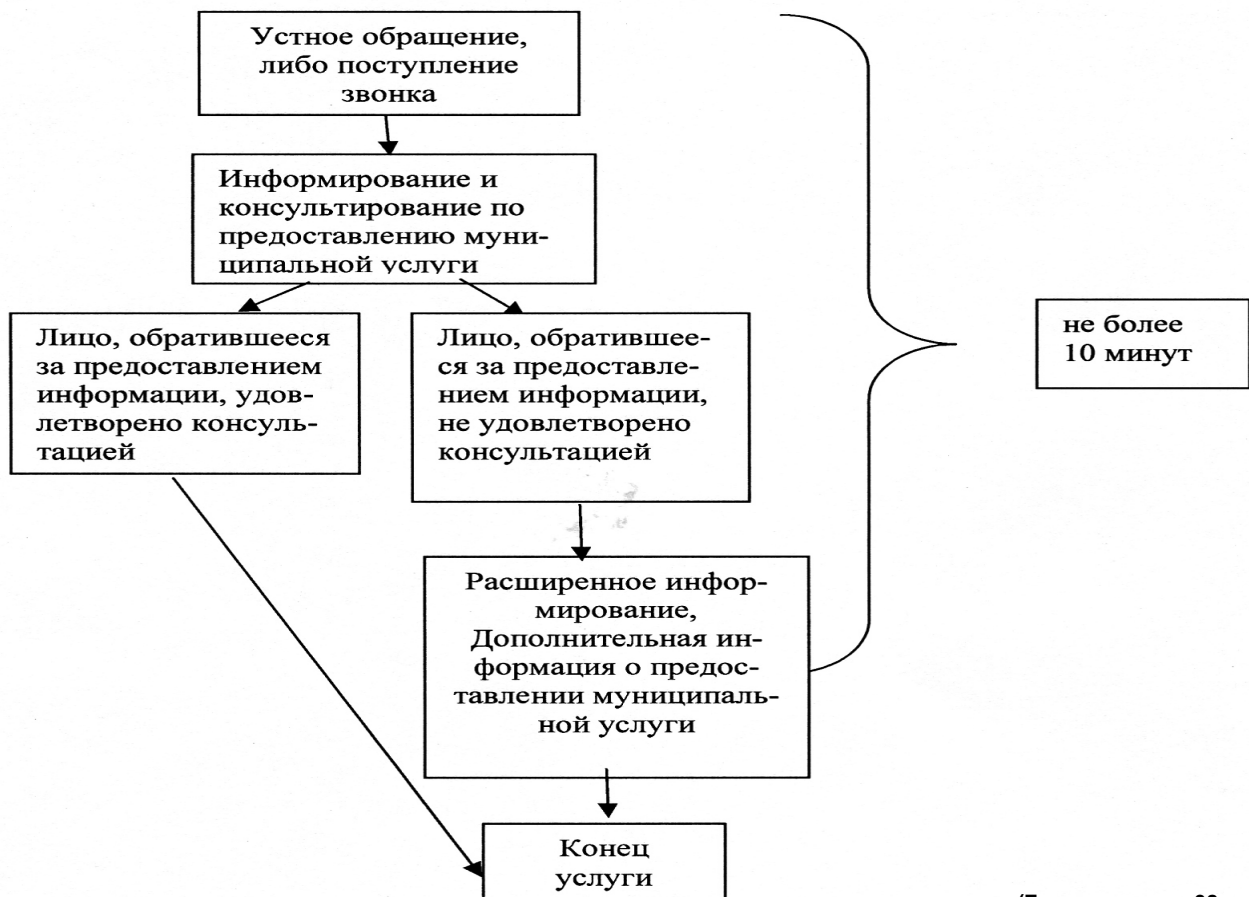 Устное обращение,
либо поступление
звонка
Информирование и
консультирование по
предоставлению муни-
ципальной услуги
Лицо, обратившееся
за предоставлением
информации, удов-
летворено консуль-
тацией
Лицо, обратившее-
ся за предоставле-
нием информации,
не удовлетворено
консультацией
не более
10 минут
Расширенное инфор-
мирование,
Дополнительная ин-
формация о предос-
тавлении муниципаль-
ной услуги
Конец
услуги